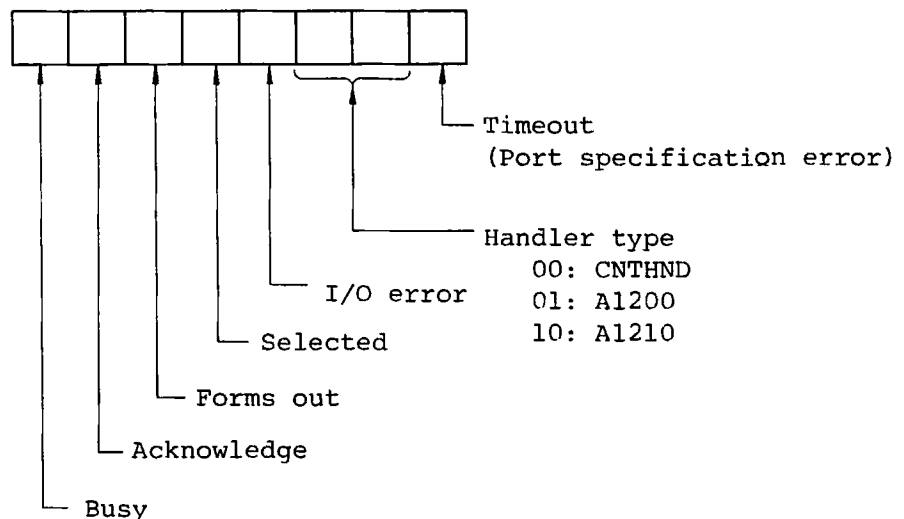 Timeout
(Port specification error)
Handler type
00: CNTHND
01: A1200
10: A1210
I/O error
Selected
Forms out
Acknowledge
Busy